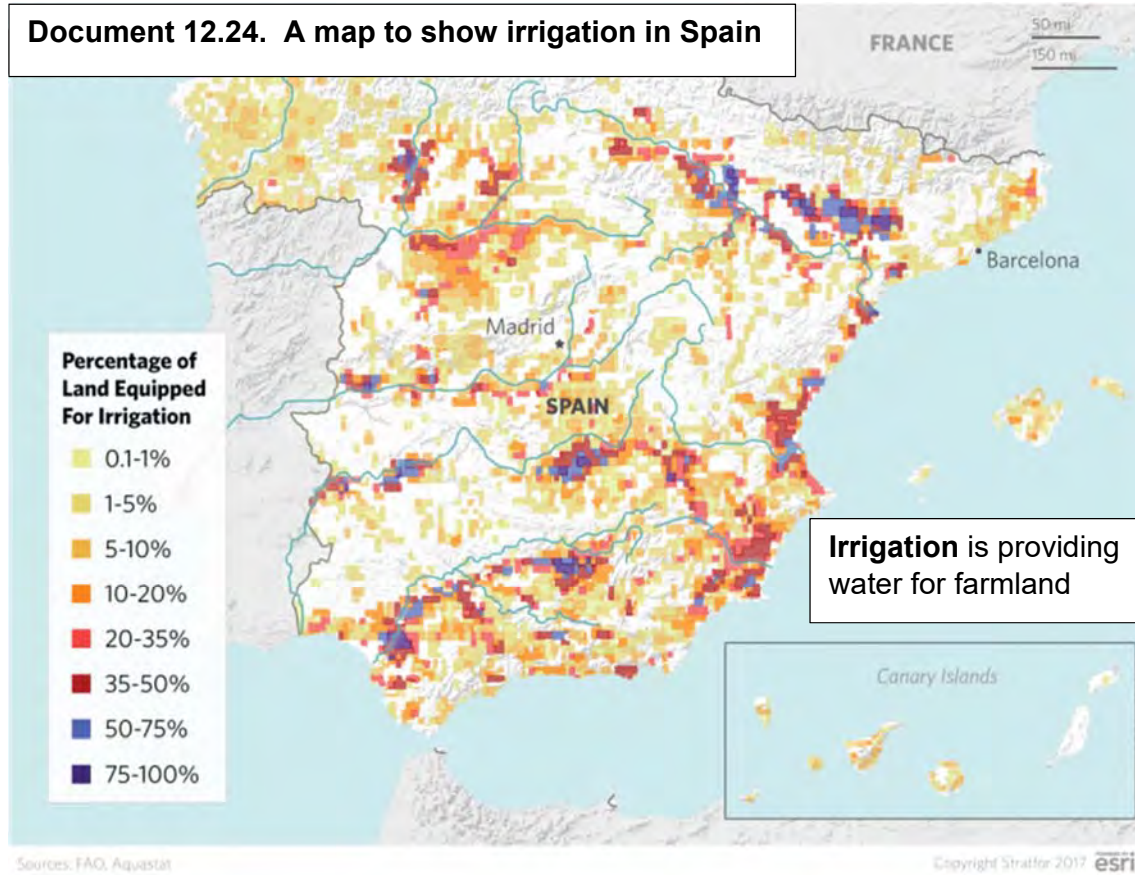 Document 12.24. A map to show irrigation in Spain
FRANCE
50 mi
150 mi
Barcelona
Madrid
SPAIN
Percentage of
Land Equipped
For Irrigation
0.1-1%
1-5%
5-10%
10-20%
20-35%
35-50%
50-75%
75-100%
Irrigation is providing
water for farmland
Canary Islands
Sources: FAO, Aquastat
Copyright Stratfor 2017
esri